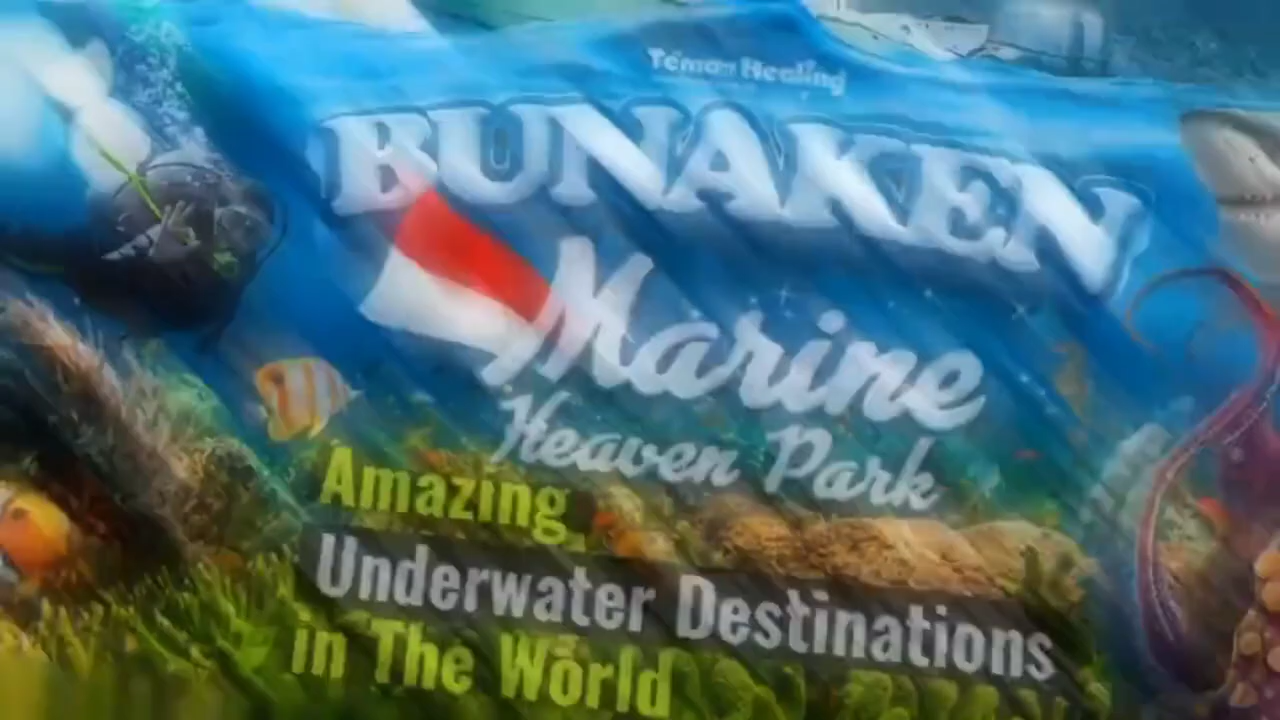 Teman Healing
BUNAKEN
Marine
Heaven Park
Amazing
Underwater Destinations
in The World